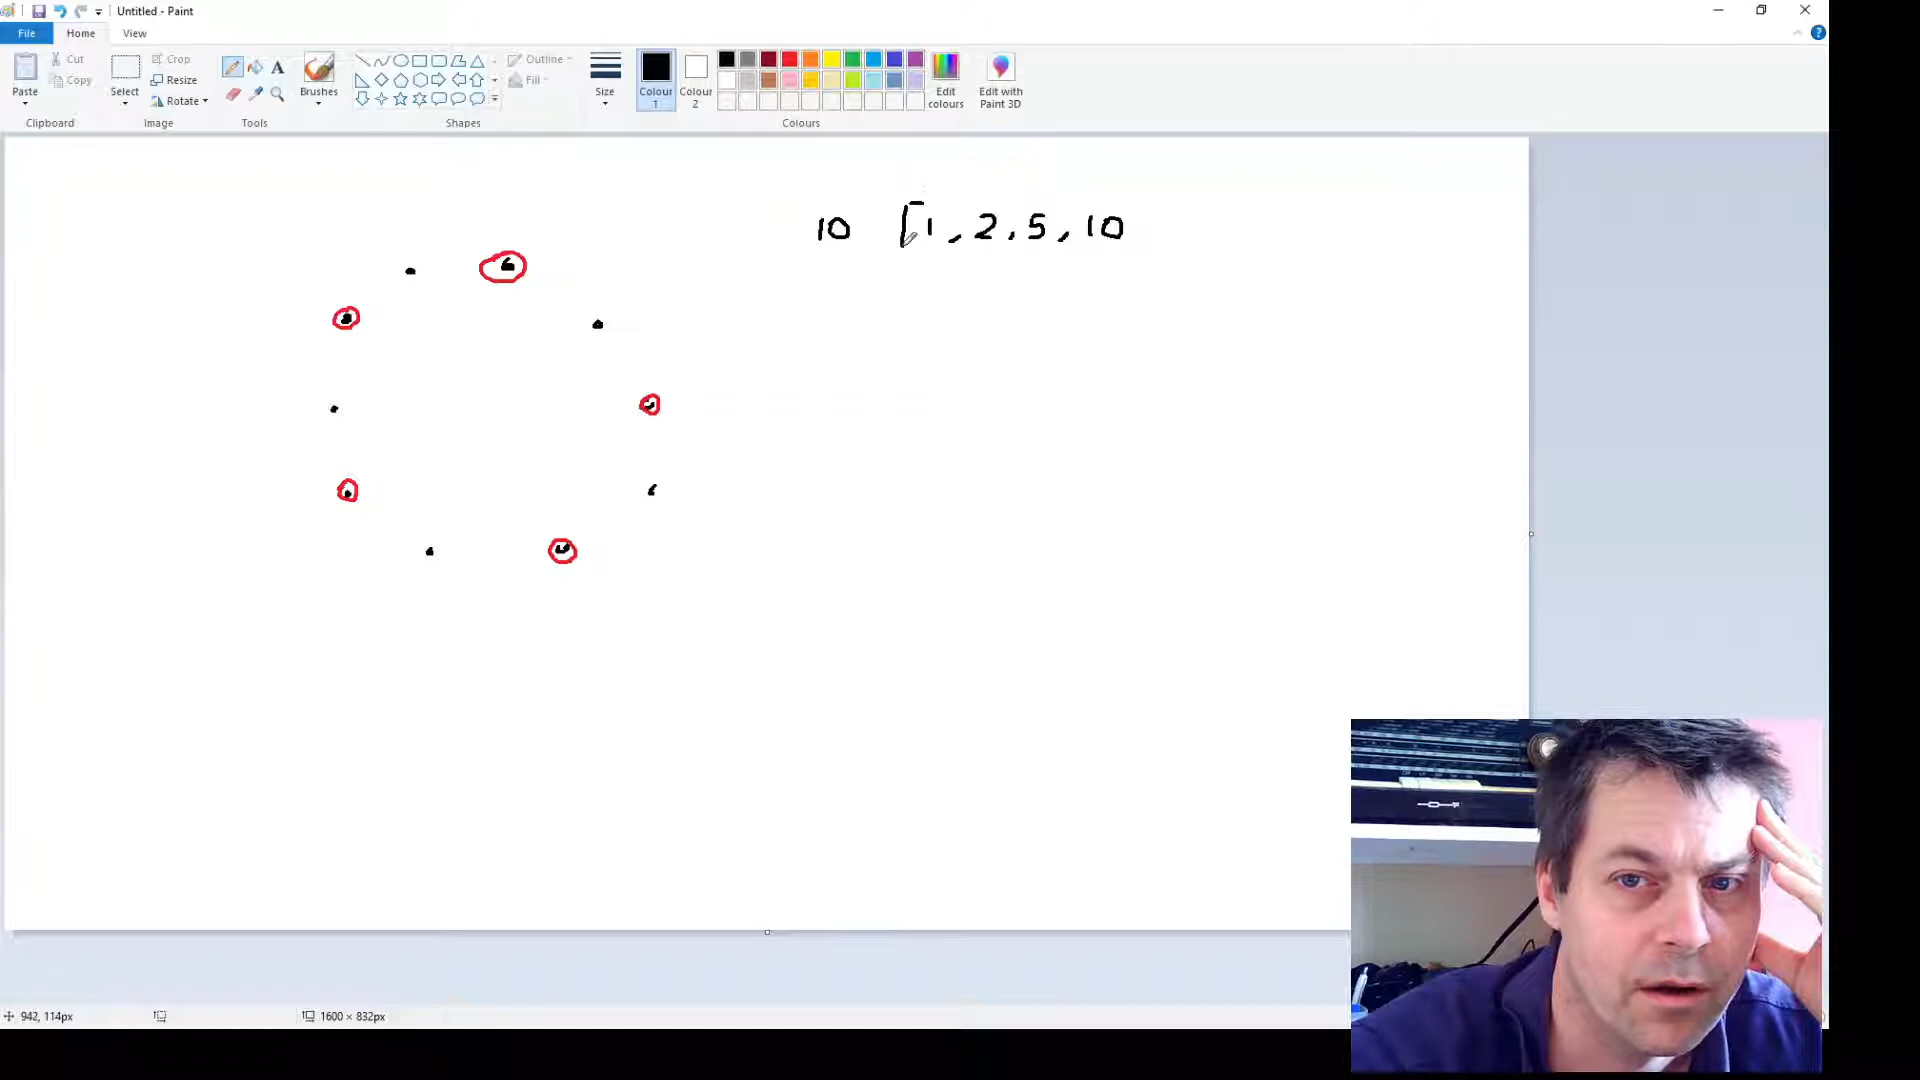 Untitled - Paint
File Home View
Paste
Cut
Copy
Clipboard
Select
Crop
Resize
Rotate
Image
Tools
Brushes
Shapes
Outline
Fill
Size
Colour 1
Colour 2
Colours
Edit colours
Edit with Paint 3D
10 [1, 2, 5, 10
942, 114px
1600 × 832px